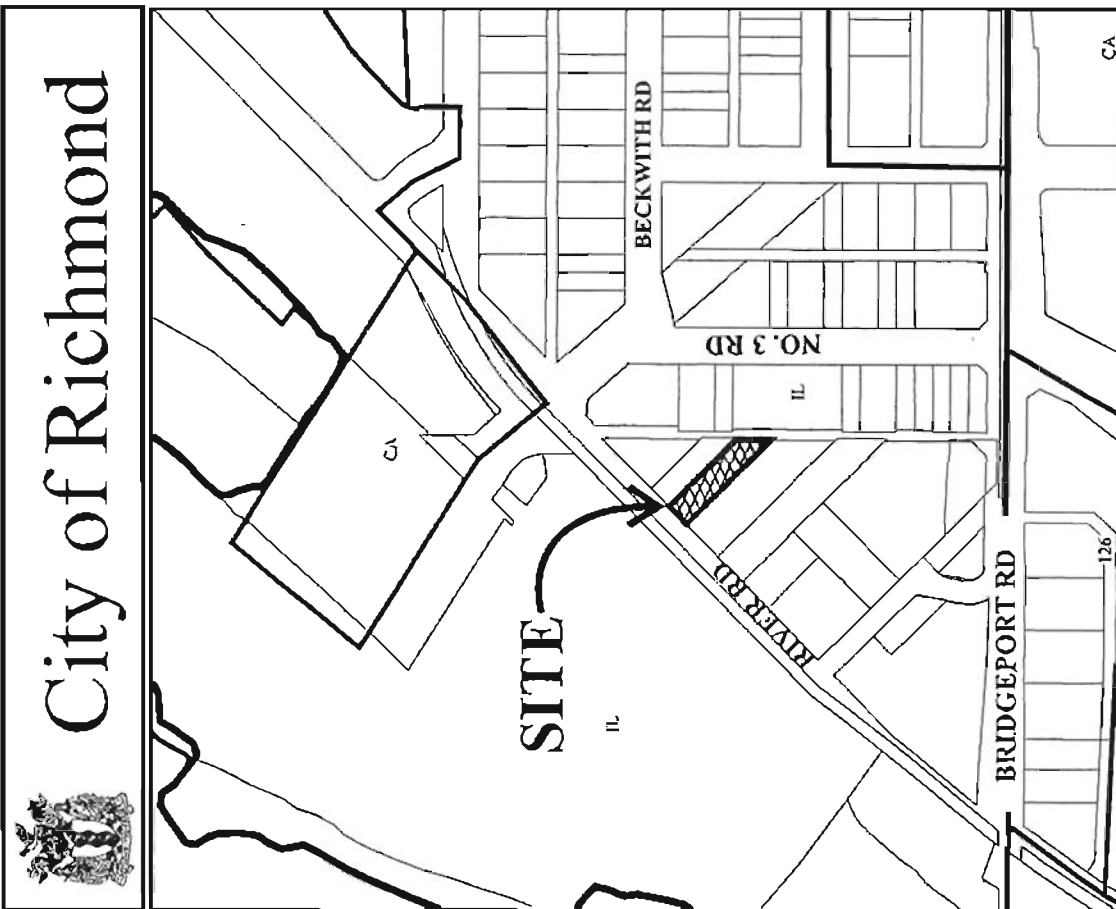 City of Richmond
CA
BECKWITH RD
NO. 3 RD
IL
CA
SITE
IL
RIVER RD
BRIDGEPORT RD
126